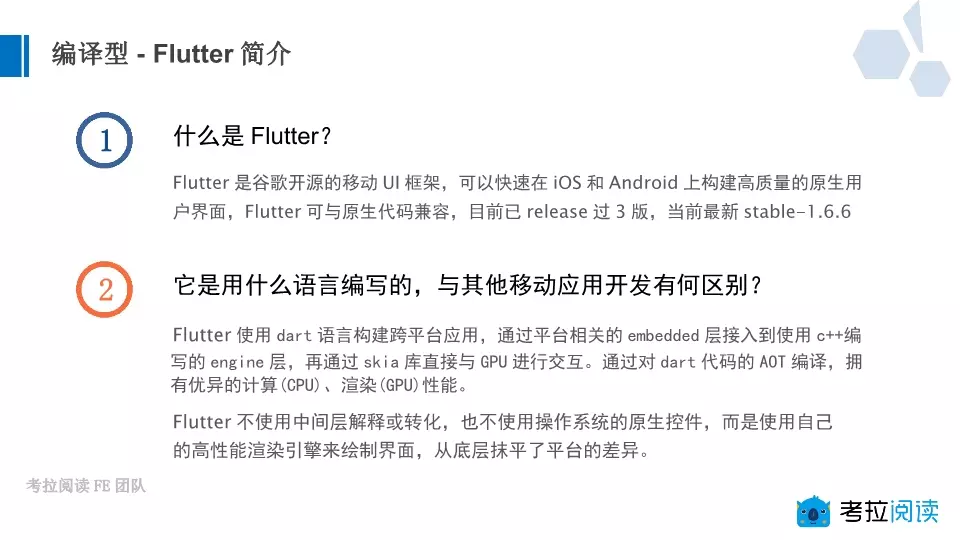 编译型 - Flutter 简介
1
什么是 Flutter？
Flutter 是谷歌开源的移动 UI 框架，可以快速在 iOS 和 Android 上构建高质量的原生用
户界面，Flutter 可与原生代码兼容，目前已 release 过 3 版，当前最新 stable-1.6.6
2
它是用什么语言编写的，与其他移动应用开发有何区别？
Flutter 使用 dart 语言构建跨平台应用，通过平台相关的 embedded 层接入到使用 c++编
写的 engine 层，再通过 skia 库直接与 GPU 进行交互。通过对 dart 代码的 AOT 编译，拥
有优异的计算(CPU)、渲染(GPU)性能。
Flutter 不使用中间层解释或转化，也不使用操作系统的原生控件，而是使用自己
的高性能渲染引擎来绘制界面，从底层抹平了平台的差异。
考拉阅读 FE 团队
考拉阅读